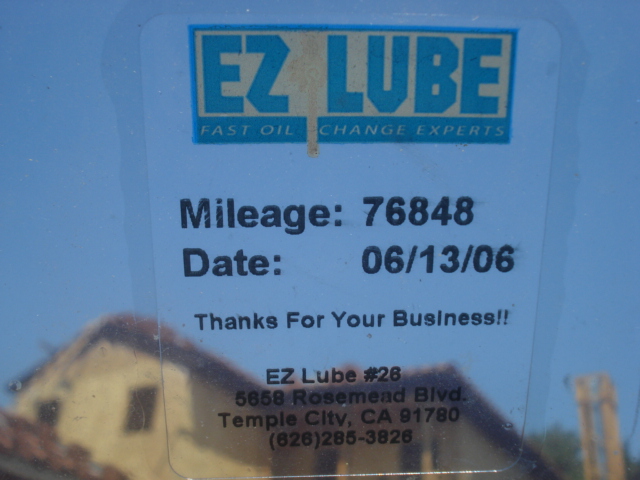 EZ LUBE
FAST OIL CHANGE EXPERTS
Mileage: 76848
Date: 06/13/06
Thanks For Your Business!!
EZ Lube #26
5658 Rosemead Blvd.
Temple City, CA 91780
(626)285-3826